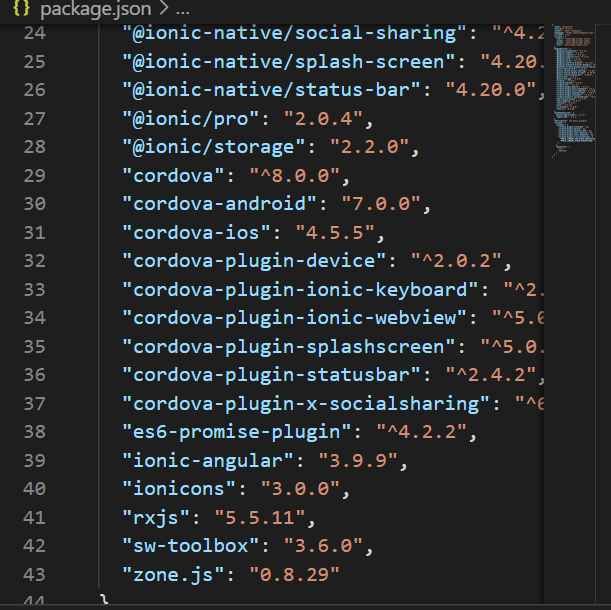 {} package.json > ...
24 "@ionic-native/social-sharing": "^4.2
25 "@ionic-native/splash-screen": "4.20.
26 "@ionic-native/status-bar": "4.20.0",
27 "@ionic/pro": "2.0.4",
28 "@ionic/storage": "2.2.0",
29 "cordova": "^8.0.0",
30 "cordova-android": "7.0.0",
31 "cordova-ios": "4.5.5",
32 "cordova-plugin-device": "^2.0.2",
33 "cordova-plugin-ionic-keyboard": "^2.
34 "cordova-plugin-ionic-webview": "^5.0
35 "cordova-plugin-splashscreen": "^5.0.
36 "cordova-plugin-statusbar": "^2.4.2",
37 "cordova-plugin-x-socialsharing": "^6
38 "es6-promise-plugin": "^4.2.2",
39 "ionic-angular": "3.9.9",
40 "ionicons": "3.0.0",
41 "rxjs": "5.5.11",
42 "sw-toolbox": "3.6.0",
43 "zone.js": "0.8.29"
44 }